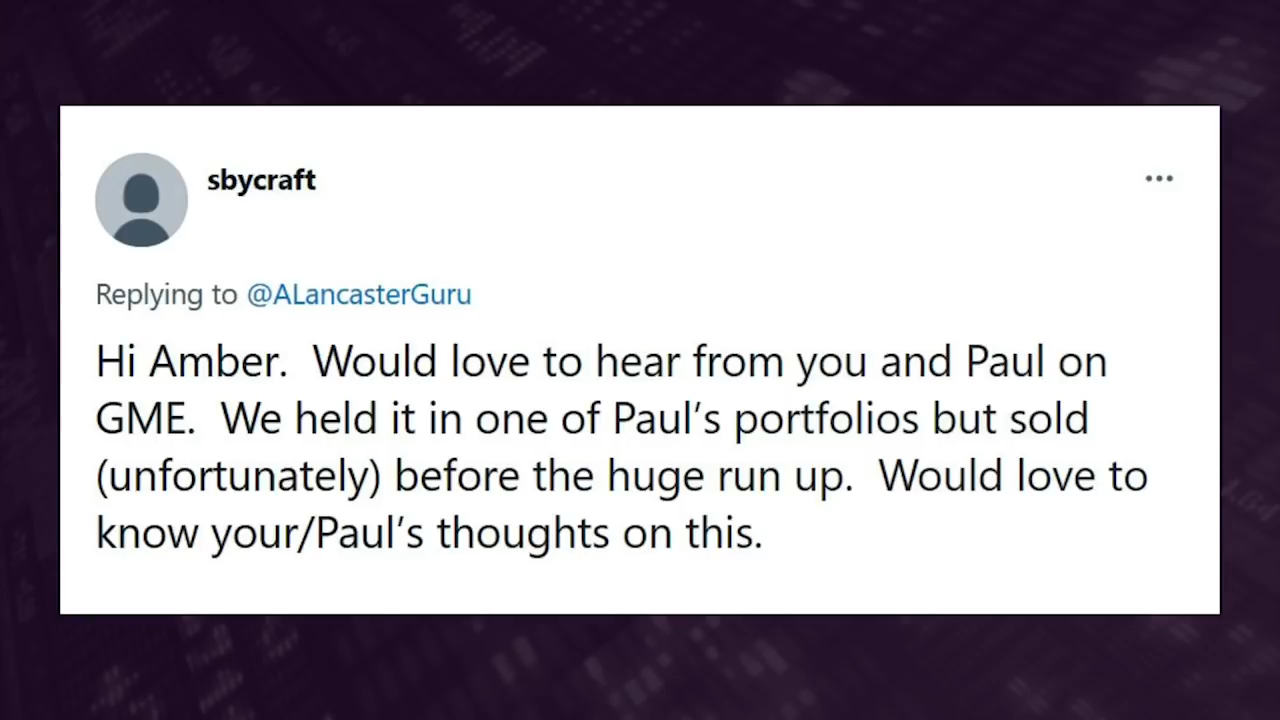 sbycraft
Replying to @ALancasterGuru
Hi Amber.  Would love to hear from you and Paul on
GME.  We held it in one of Paul’s portfolios but sold
(unfortunately) before the huge run up.  Would love to
know your/Paul’s thoughts on this.